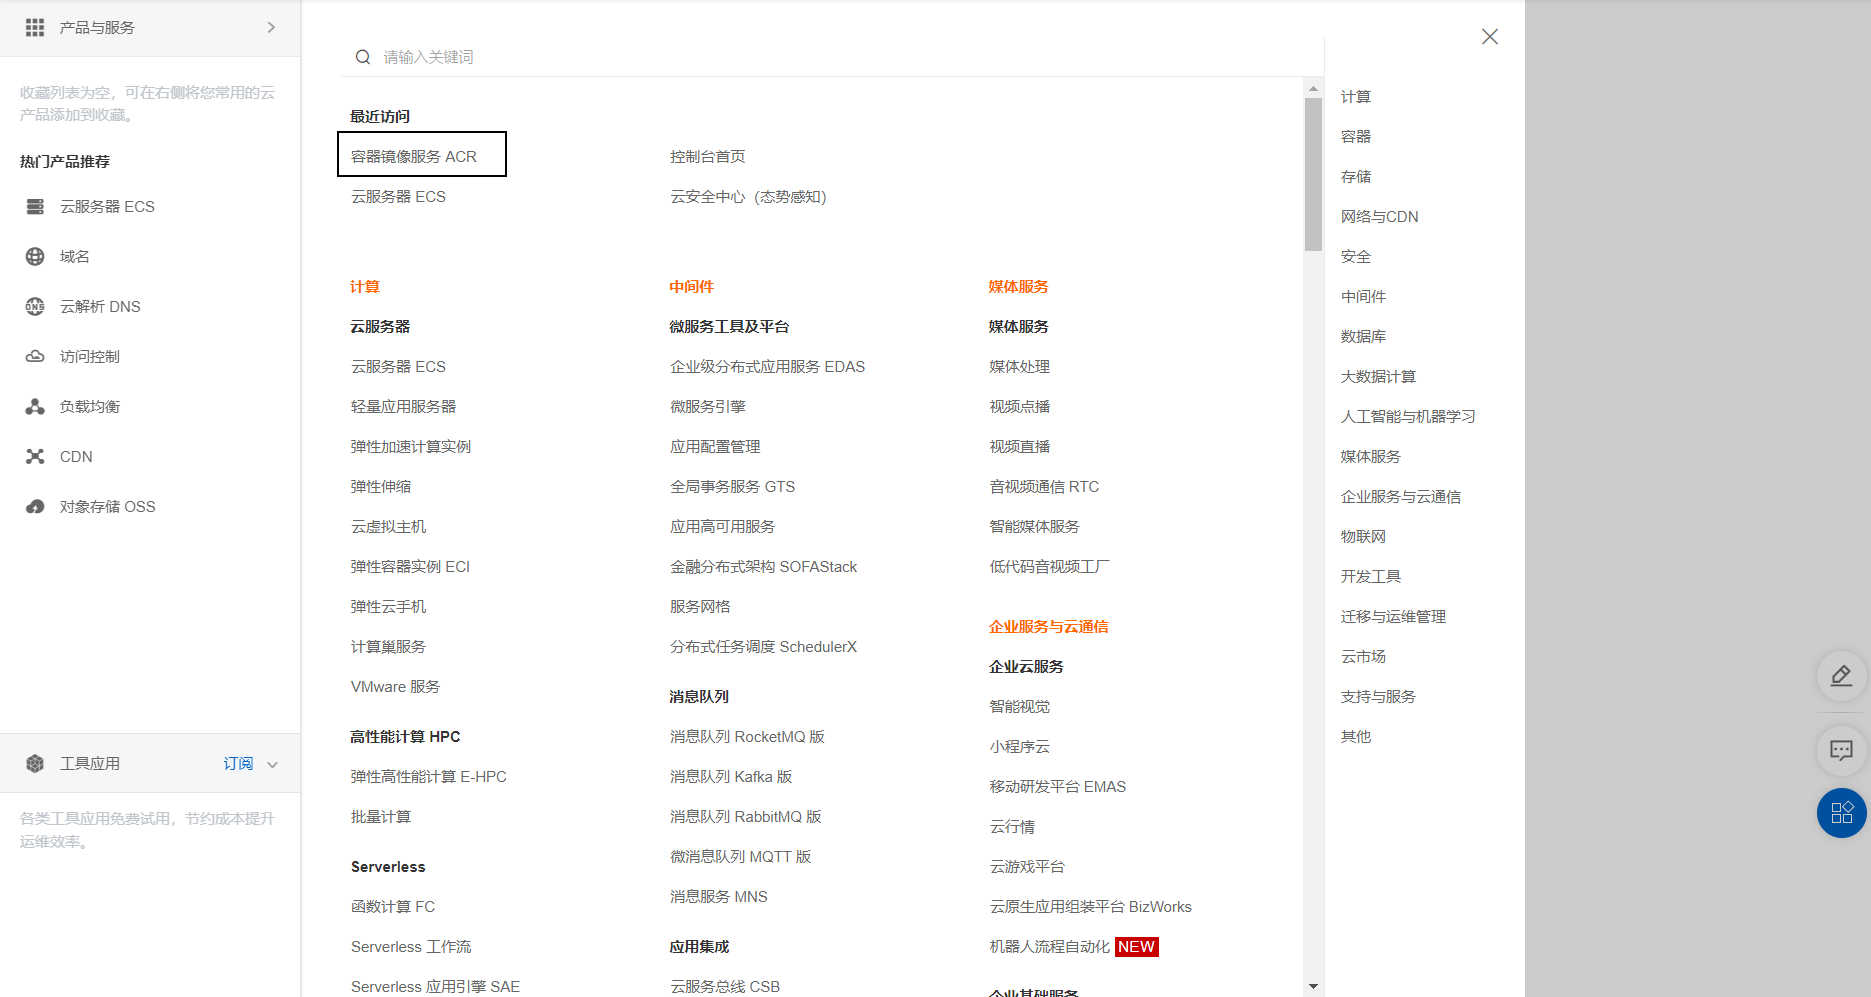 产品与服务
收藏列表为空，可在右侧将您常用的云
产品添加到收藏。
热门产品推荐
云服务器 ECS
域名
云解析 DNS
访问控制
负载均衡
CDN
对象存储 OSS
工具应用
订阅
各类工具应用免费试用，节约成本提升
运维效率。
请输入关键词
最近访问
容器镜像服务 ACR
控制台首页
云服务器 ECS
云安全中心（态势感知）
计算
云服务器
云服务器 ECS
轻量应用服务器
弹性加速计算实例
弹性伸缩
云虚拟主机
弹性容器实例 ECI
弹性云手机
计算巢服务
VMware 服务
高性能计算 HPC
弹性高性能计算 E-HPC
批量计算
Serverless
函数计算 FC
Serverless 工作流
Serverless 应用引擎 SAE
中间件
微服务工具及平台
企业级分布式应用服务 EDAS
微服务引擎
应用配置管理
全局事务服务 GTS
应用高可用服务
金融分布式架构 SOFAStack
服务网格
分布式任务调度 SchedulerX
消息队列
消息队列 RocketMQ 版
消息队列 Kafka 版
消息队列 RabbitMQ 版
微消息队列 MQTT 版
消息服务 MNS
应用集成
云服务总线 CSB
媒体服务
媒体服务
媒体处理
视频点播
视频直播
音视频通信 RTC
智能媒体服务
低代码音视频工厂
企业服务与云通信
企业云服务
智能视觉
小程序云
移动研发平台 EMAS
云行情
云游戏平台
云原生应用组装平台 BizWorks
机器人流程自动化 NEW
企业基础服务
计算
容器
存储
网络与CDN
安全
中间件
数据库
大数据计算
人工智能与机器学习
媒体服务
企业服务与云通信
物联网
开发工具
迁移与运维管理
云市场
支持与服务
其他